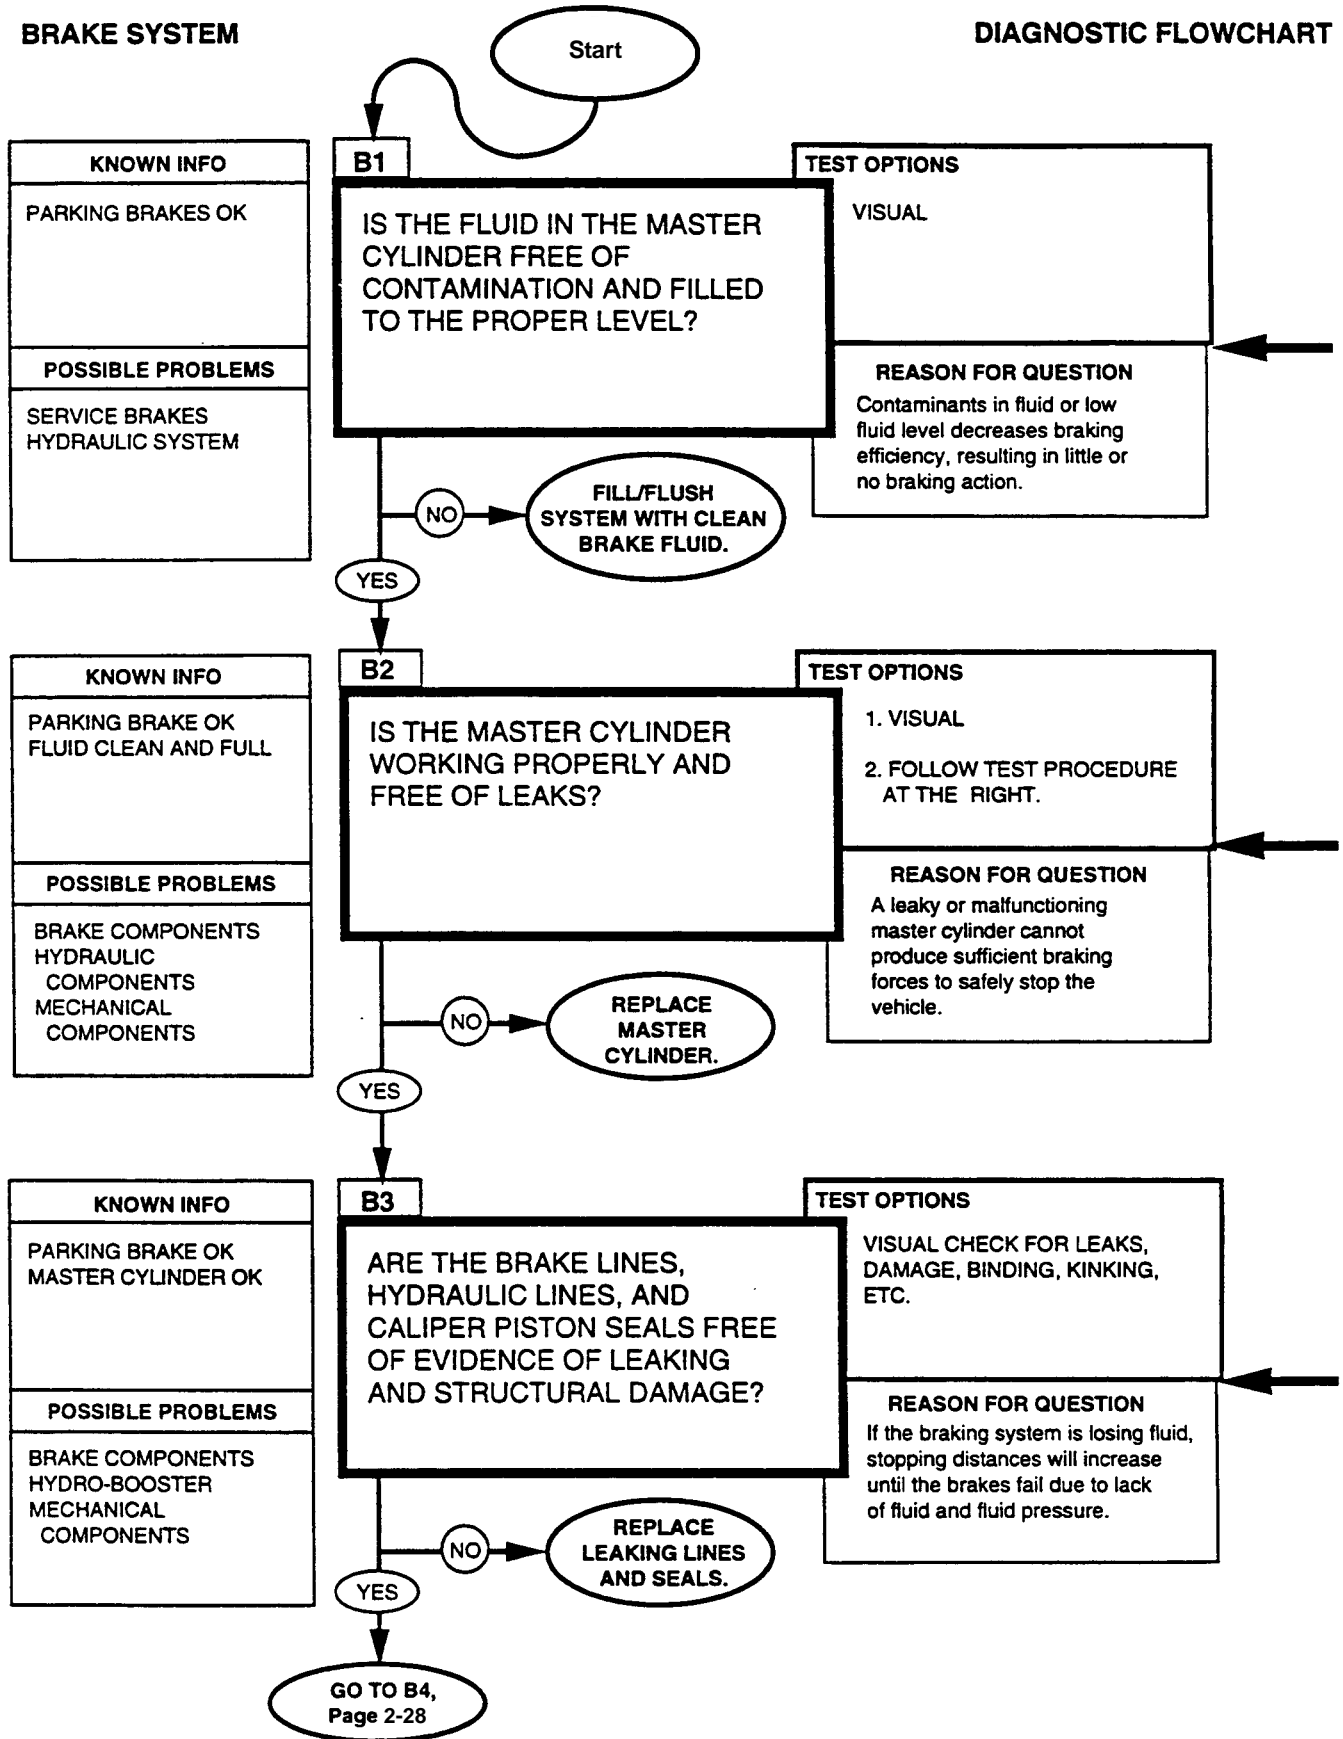 BRAKE SYSTEM
DIAGNOSTIC FLOWCHART
Start
KNOWN INFO
PARKING BRAKES OK
POSSIBLE PROBLEMS
SERVICE BRAKES
HYDRAULIC SYSTEM
B1
IS THE FLUID IN THE MASTER
CYLINDER FREE OF
CONTAMINATION AND FILLED
TO THE PROPER LEVEL?
TEST OPTIONS
VISUAL
REASON FOR QUESTION
Contaminants in fluid or low
fluid level decreases braking
efficiency, resulting in little or
no braking action.
NO
FILL/FLUSH
SYSTEM WITH CLEAN
BRAKE FLUID.
YES
KNOWN INFO
PARKING BRAKE OK
FLUID CLEAN AND FULL
POSSIBLE PROBLEMS
BRAKE COMPONENTS
HYDRAULIC
COMPONENTS
MECHANICAL
COMPONENTS
B2
IS THE MASTER CYLINDER
WORKING PROPERLY AND
FREE OF LEAKS?
TEST OPTIONS
1. VISUAL
2. FOLLOW TEST PROCEDURE
AT THE RIGHT.
REASON FOR QUESTION
A leaky or malfunctioning
master cylinder cannot
produce sufficient braking
forces to safely stop the
vehicle.
NO
REPLACE
MASTER
CYLINDER.
YES
KNOWN INFO
PARKING BRAKE OK
MASTER CYLINDER OK
POSSIBLE PROBLEMS
BRAKE COMPONENTS
HYDRO-BOOSTER
MECHANICAL
COMPONENTS
B3
ARE THE BRAKE LINES,
HYDRAULIC LINES, AND
CALIPER PISTON SEALS FREE
OF EVIDENCE OF LEAKING
AND STRUCTURAL DAMAGE?
TEST OPTIONS
VISUAL CHECK FOR LEAKS,
DAMAGE, BINDING, KINKING,
ETC.
REASON FOR QUESTION
If the braking system is losing fluid,
stopping distances will increase
until the brakes fail due to lack
of fluid and fluid pressure.
NO
REPLACE
LEAKING LINES
AND SEALS.
YES
GO TO B4,
Page 2-28